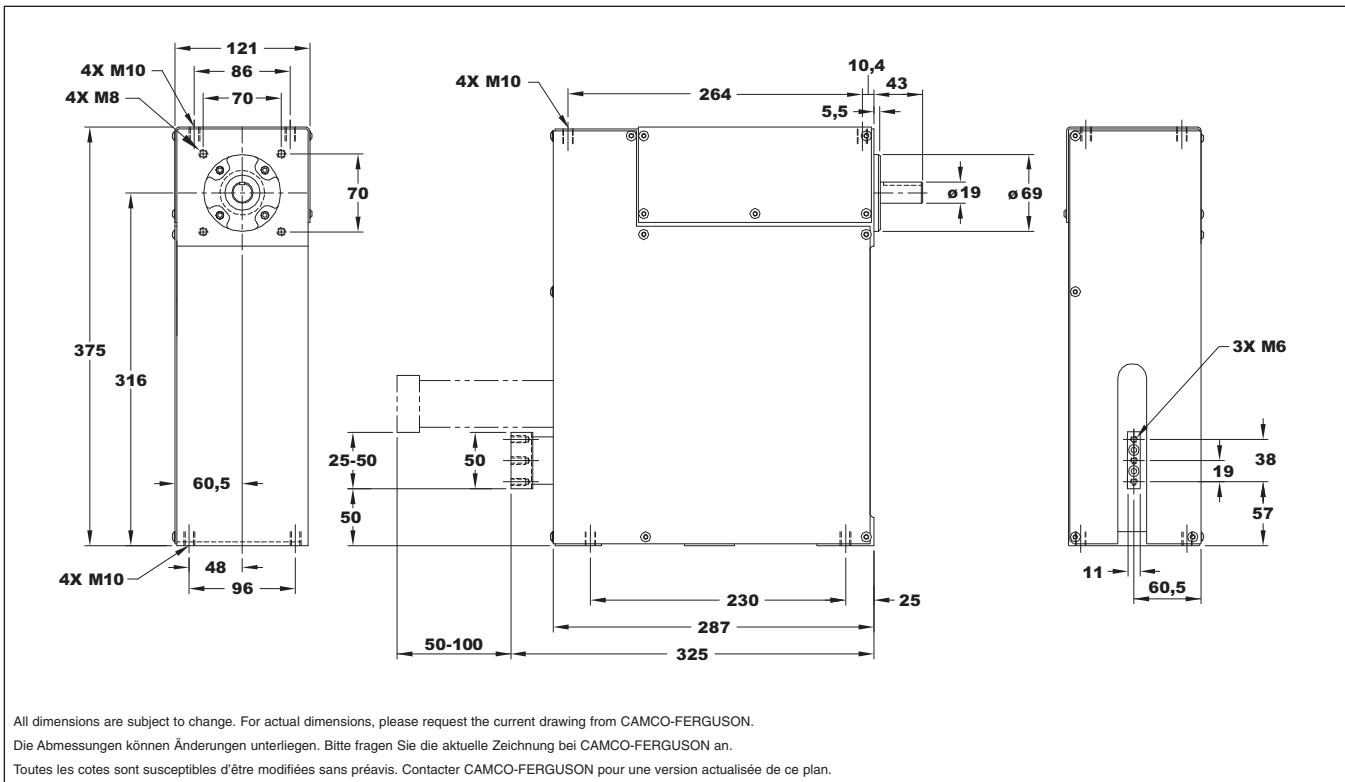 121
4X M10
86
4X M8
70
70
375
316
60,5
4X M10
48
96
10,4
4X M10
264
43
5,5
ø 19
ø 69
25-50
50
50
230
25
287
50-100
325
3X M6
38
19
57
11
60,5
All dimensions are subject to change. For actual dimensions, please request the current drawing from CAMCO-FERGUSON.
Die Abmessungen können Änderungen unterliegen. Bitte fragen Sie die aktuelle Zeichnung bei CAMCO-FERGUSON an.
Toutes les cotes sont susceptibles d'être modifiées sans préavis. Contacter CAMCO-FERGUSON pour une version actualisée de ce plan.